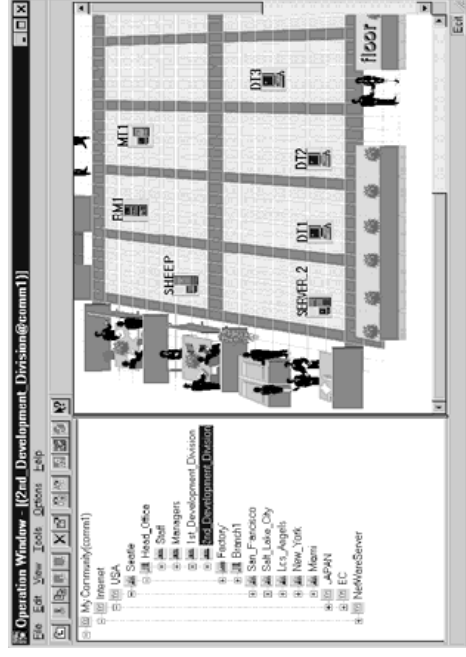 Operation Window - [(2nd_Development_Division@comm1)]
File Edit View Tools Options Help
My Community(comm1)
Internet
USA
Seattle
Head_Office
Staff
Managers
1st_Development_Division
2nd_Development_Division
Factory
Branch1
San_Francisco
Salt_Lake_City
Los_Angels
New_York
Miami
JAPAN
EC
NetWareServer
SHEEP
RM1
MT1
SERVER_2
DT1
DT2
DT3
floor
Exit